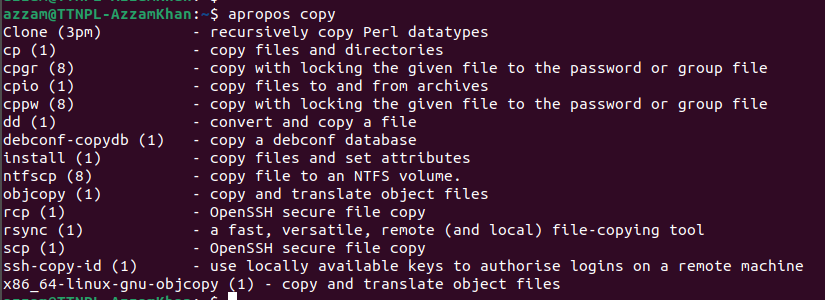 azzam@TTNPL-AzzamKhan:~$ apropos copy
Clone (3pm)          - recursively copy Perl datatypes
cp (1)               - copy files and directories
cpgr (8)             - copy with locking the given file to the password or group file
cpio (1)             - copy files to and from archives
cppw (8)             - copy with locking the given file to the password or group file
dd (1)               - convert and copy a file
debconf-copydb (1)   - copy a debconf database
install (1)          - copy files and set attributes
ntfscp (8)           - copy file to an NTFS volume.
objcopy (1)          - copy and translate object files
rcp (1)              - OpenSSH secure file copy
rsync (1)            - a fast, versatile, remote (and local) file-copying tool
scp (1)              - OpenSSH secure file copy
ssh-copy-id (1)      - use locally available keys to authorise logins on a remote machine
x86_64-linux-gnu-objcopy (1) - copy and translate object files
azzam@TTNPL-AzzamKhan:~$